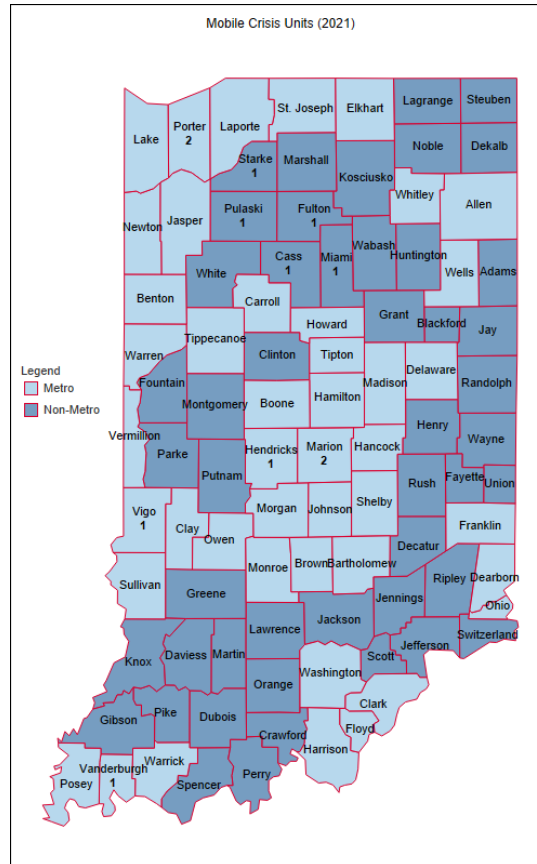 Mobile Crisis Units (2021)
St. Joseph
Elkhart
Lagrange
Steuben
Lake
Porter
2
Laporte
Noble
Dekalb
Starke
1
Marshall
Kosciusko
Whitley
Allen
Newton
Jasper
Pulaski
1
Fulton
1
Miami
1
Wabash
Huntington
Wells
Adams
White
Cass
1
Benton
Carroll
Grant
Blackford
Jay
Howard
Warren
Tippecanoe
Clinton
Tipton
Legend
Metro
Non-Metro
Fountain
Montgomery
Boone
Hamilton
Madison
Delaware
Randolph
Vermillion
Parke
Putnam
Hendricks
1
Marion
2
Hancock
Henry
Wayne
Rush
Fayette
Union
Vigo
1
Clay
Owen
Morgan
Johnson
Shelby
Franklin
Decatur
Sullivan
Greene
Monroe
Brown
Bartholomew
Jennings
Ripley
Dearborn
Ohio
Knox
Daviess
Martin
Lawrence
Jackson
Jefferson
Switzerland
Scott
Washington
Gibson
Pike
Dubois
Orange
Clark
Floyd
Harrison
Crawford
Posey
Vanderburgh
1
Warrick
Spencer
Perry